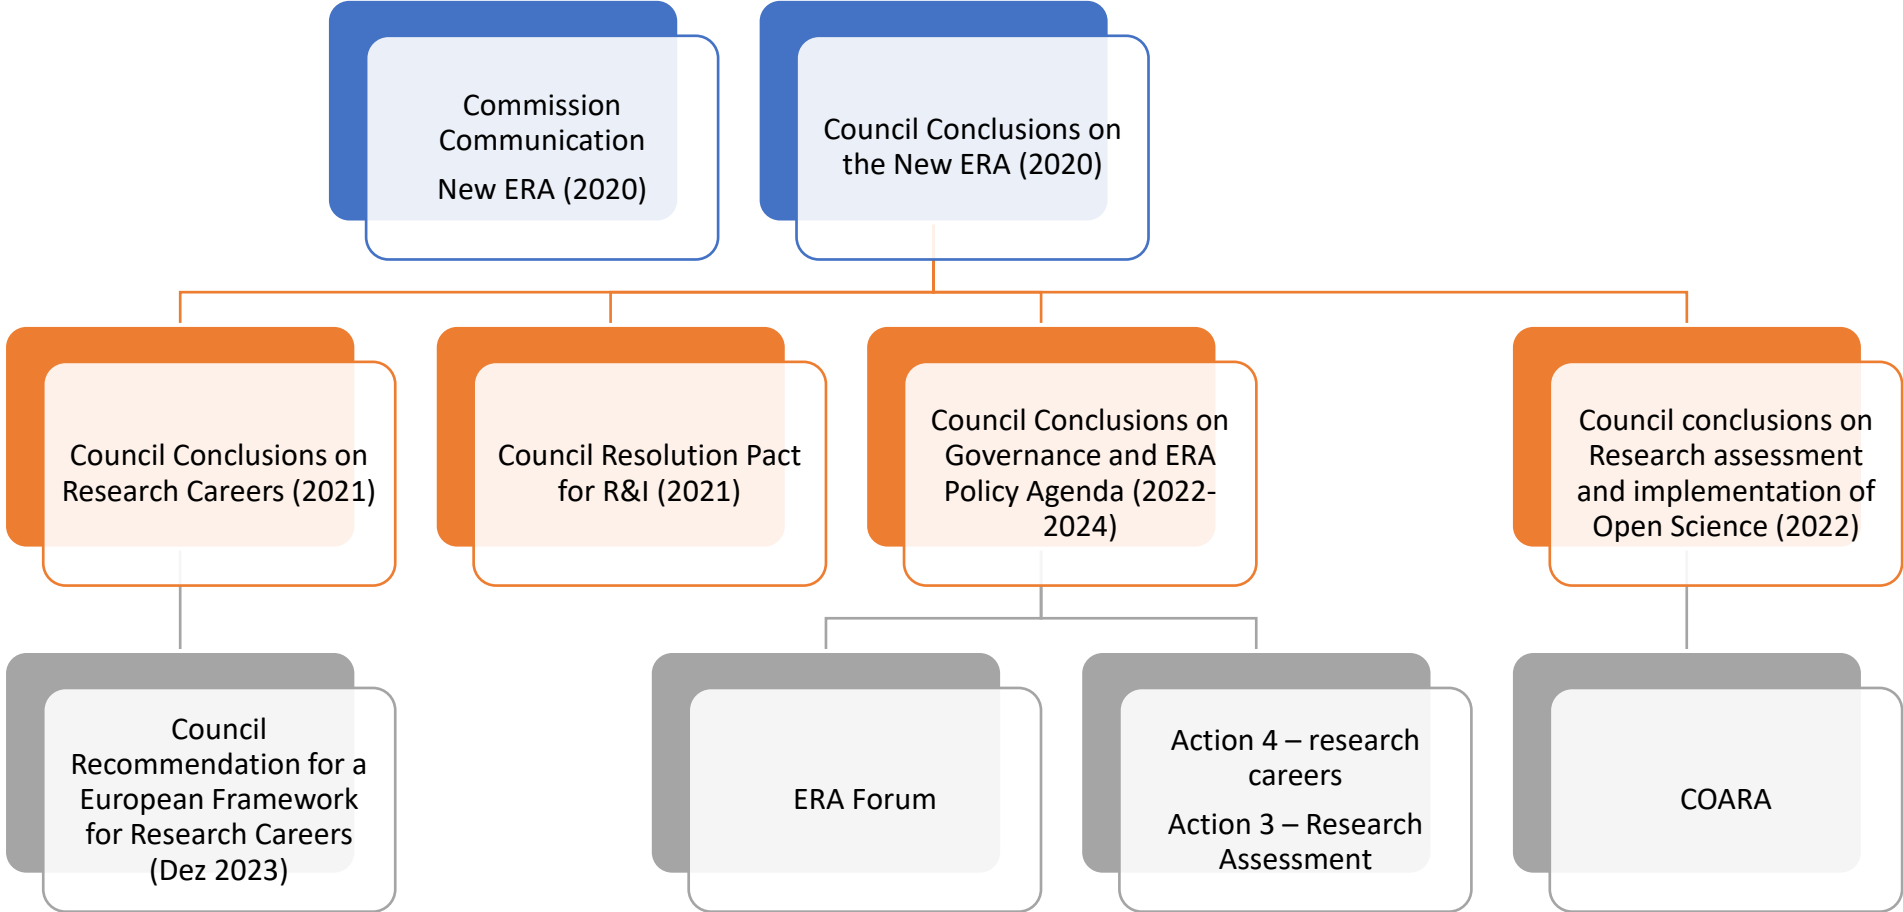 Commission
Communication
New ERA (2020)
Council Conclusions on
the New ERA (2020)
Council Conclusions on
Research Careers (2021)
Council Resolution Pact
for R&I (2021)
Council Conclusions on
Governance and ERA
Policy Agenda (2022-
2024)
Council conclusions on
Research assessment
and implementation of
Open Science (2022)
Council
Recommendation for a
European Framework
for Research Careers
(Dez 2023)
ERA Forum
Action 4 – research
careers
Action 3 – Research
Assessment
COARA